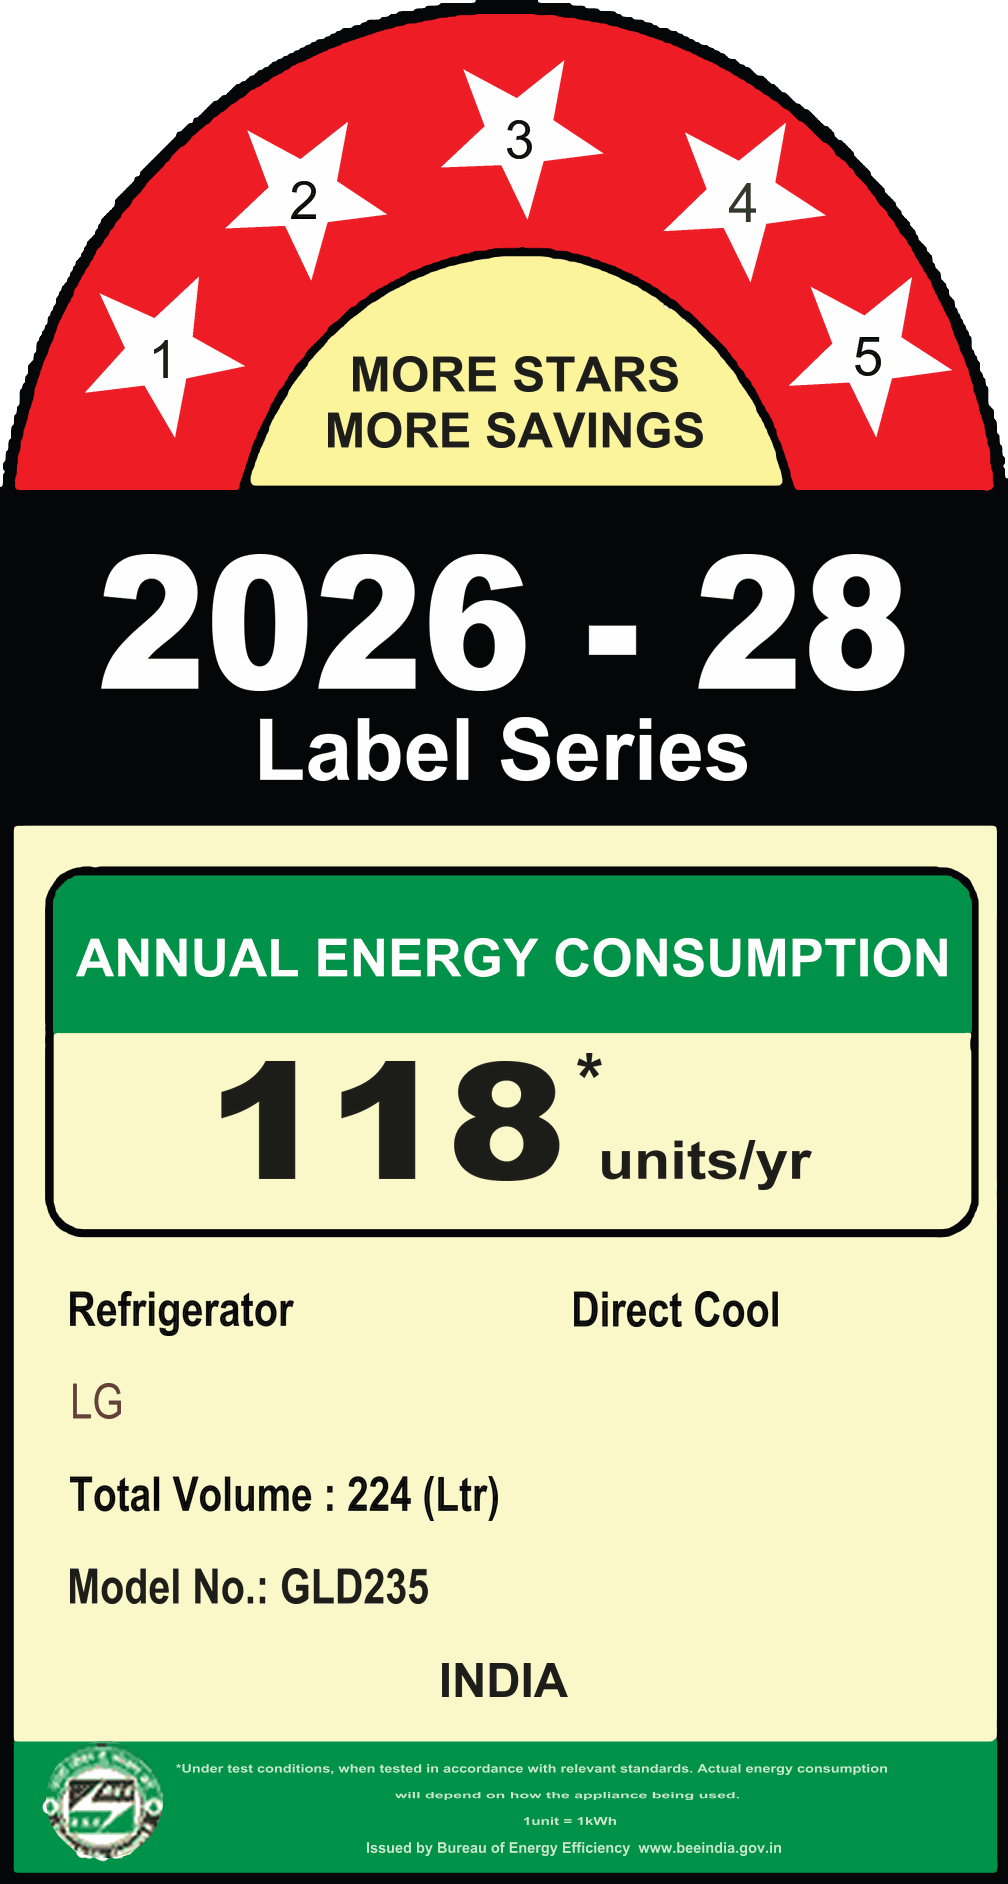 1 2 3 4 5
MORE STARS
MORE SAVINGS
2026 - 28
Label Series
ANNUAL ENERGY CONSUMPTION
118* units/yr
Refrigerator Direct Cool
LG
Total Volume : 224 (Ltr)
Model No.: GLD235
INDIA
*Under test conditions, when tested in accordance with relevant standards. Actual energy consumption
will depend on how the appliance being used.
1unit = 1kWh
Issued by Bureau of Energy Efficiency www.beeindia.gov.in